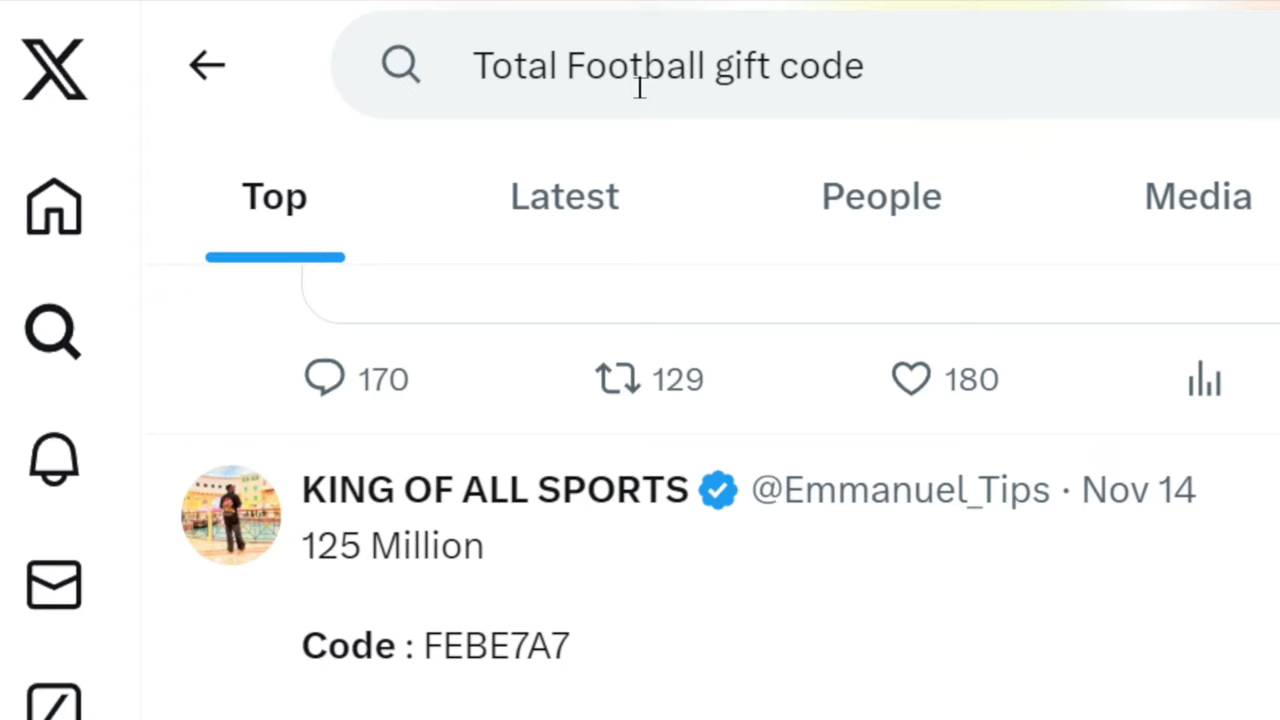 Total Football gift code
Top Latest People Media
170 129 180
KING OF ALL SPORTS @Emmanuel_Tips · Nov 14
125 Million
Code : FEBE7A7